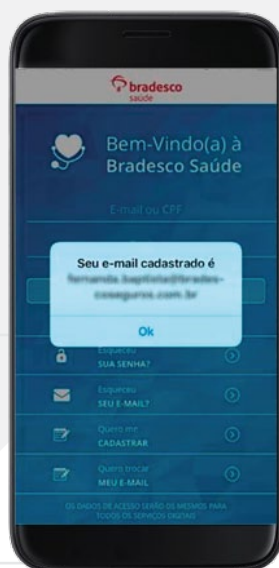 bradesco
saúde
Bem-Vindo(a) à
Bradesco Saúde
E-mail ou CPF
Seu e-mail cadastrado é
Ok
Esqueceu
SUA SENHA?
Esqueceu
SEU E-MAIL?
Quero me
CADASTRAR
Quero trocar
MEU E-MAIL
OS DADOS DE ACESSO SERÃO OS MESMOS PARA
TODOS OS SERVIÇOS DIGITAIS